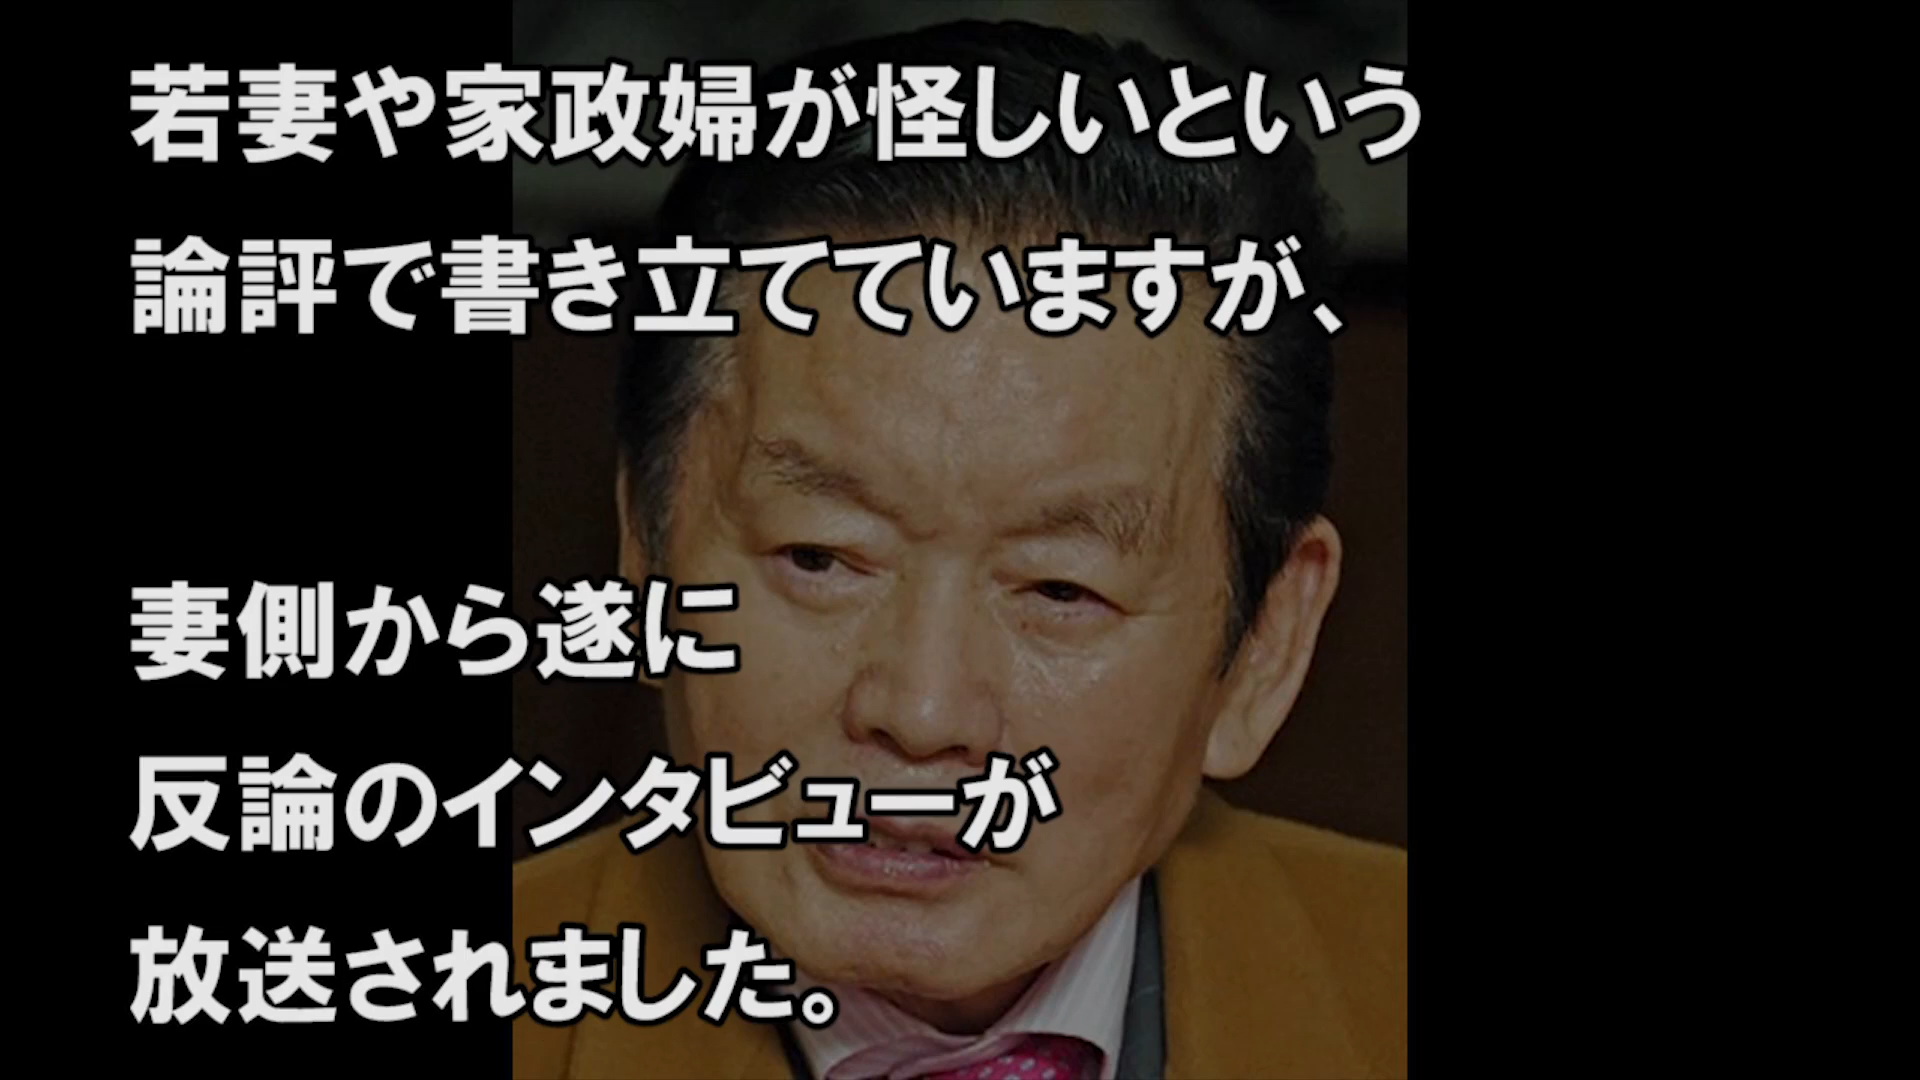 若妻や家政婦が怪しいという
論評で書き立てていますが、
妻側から遂に
反論のインタビューが
放送されました。